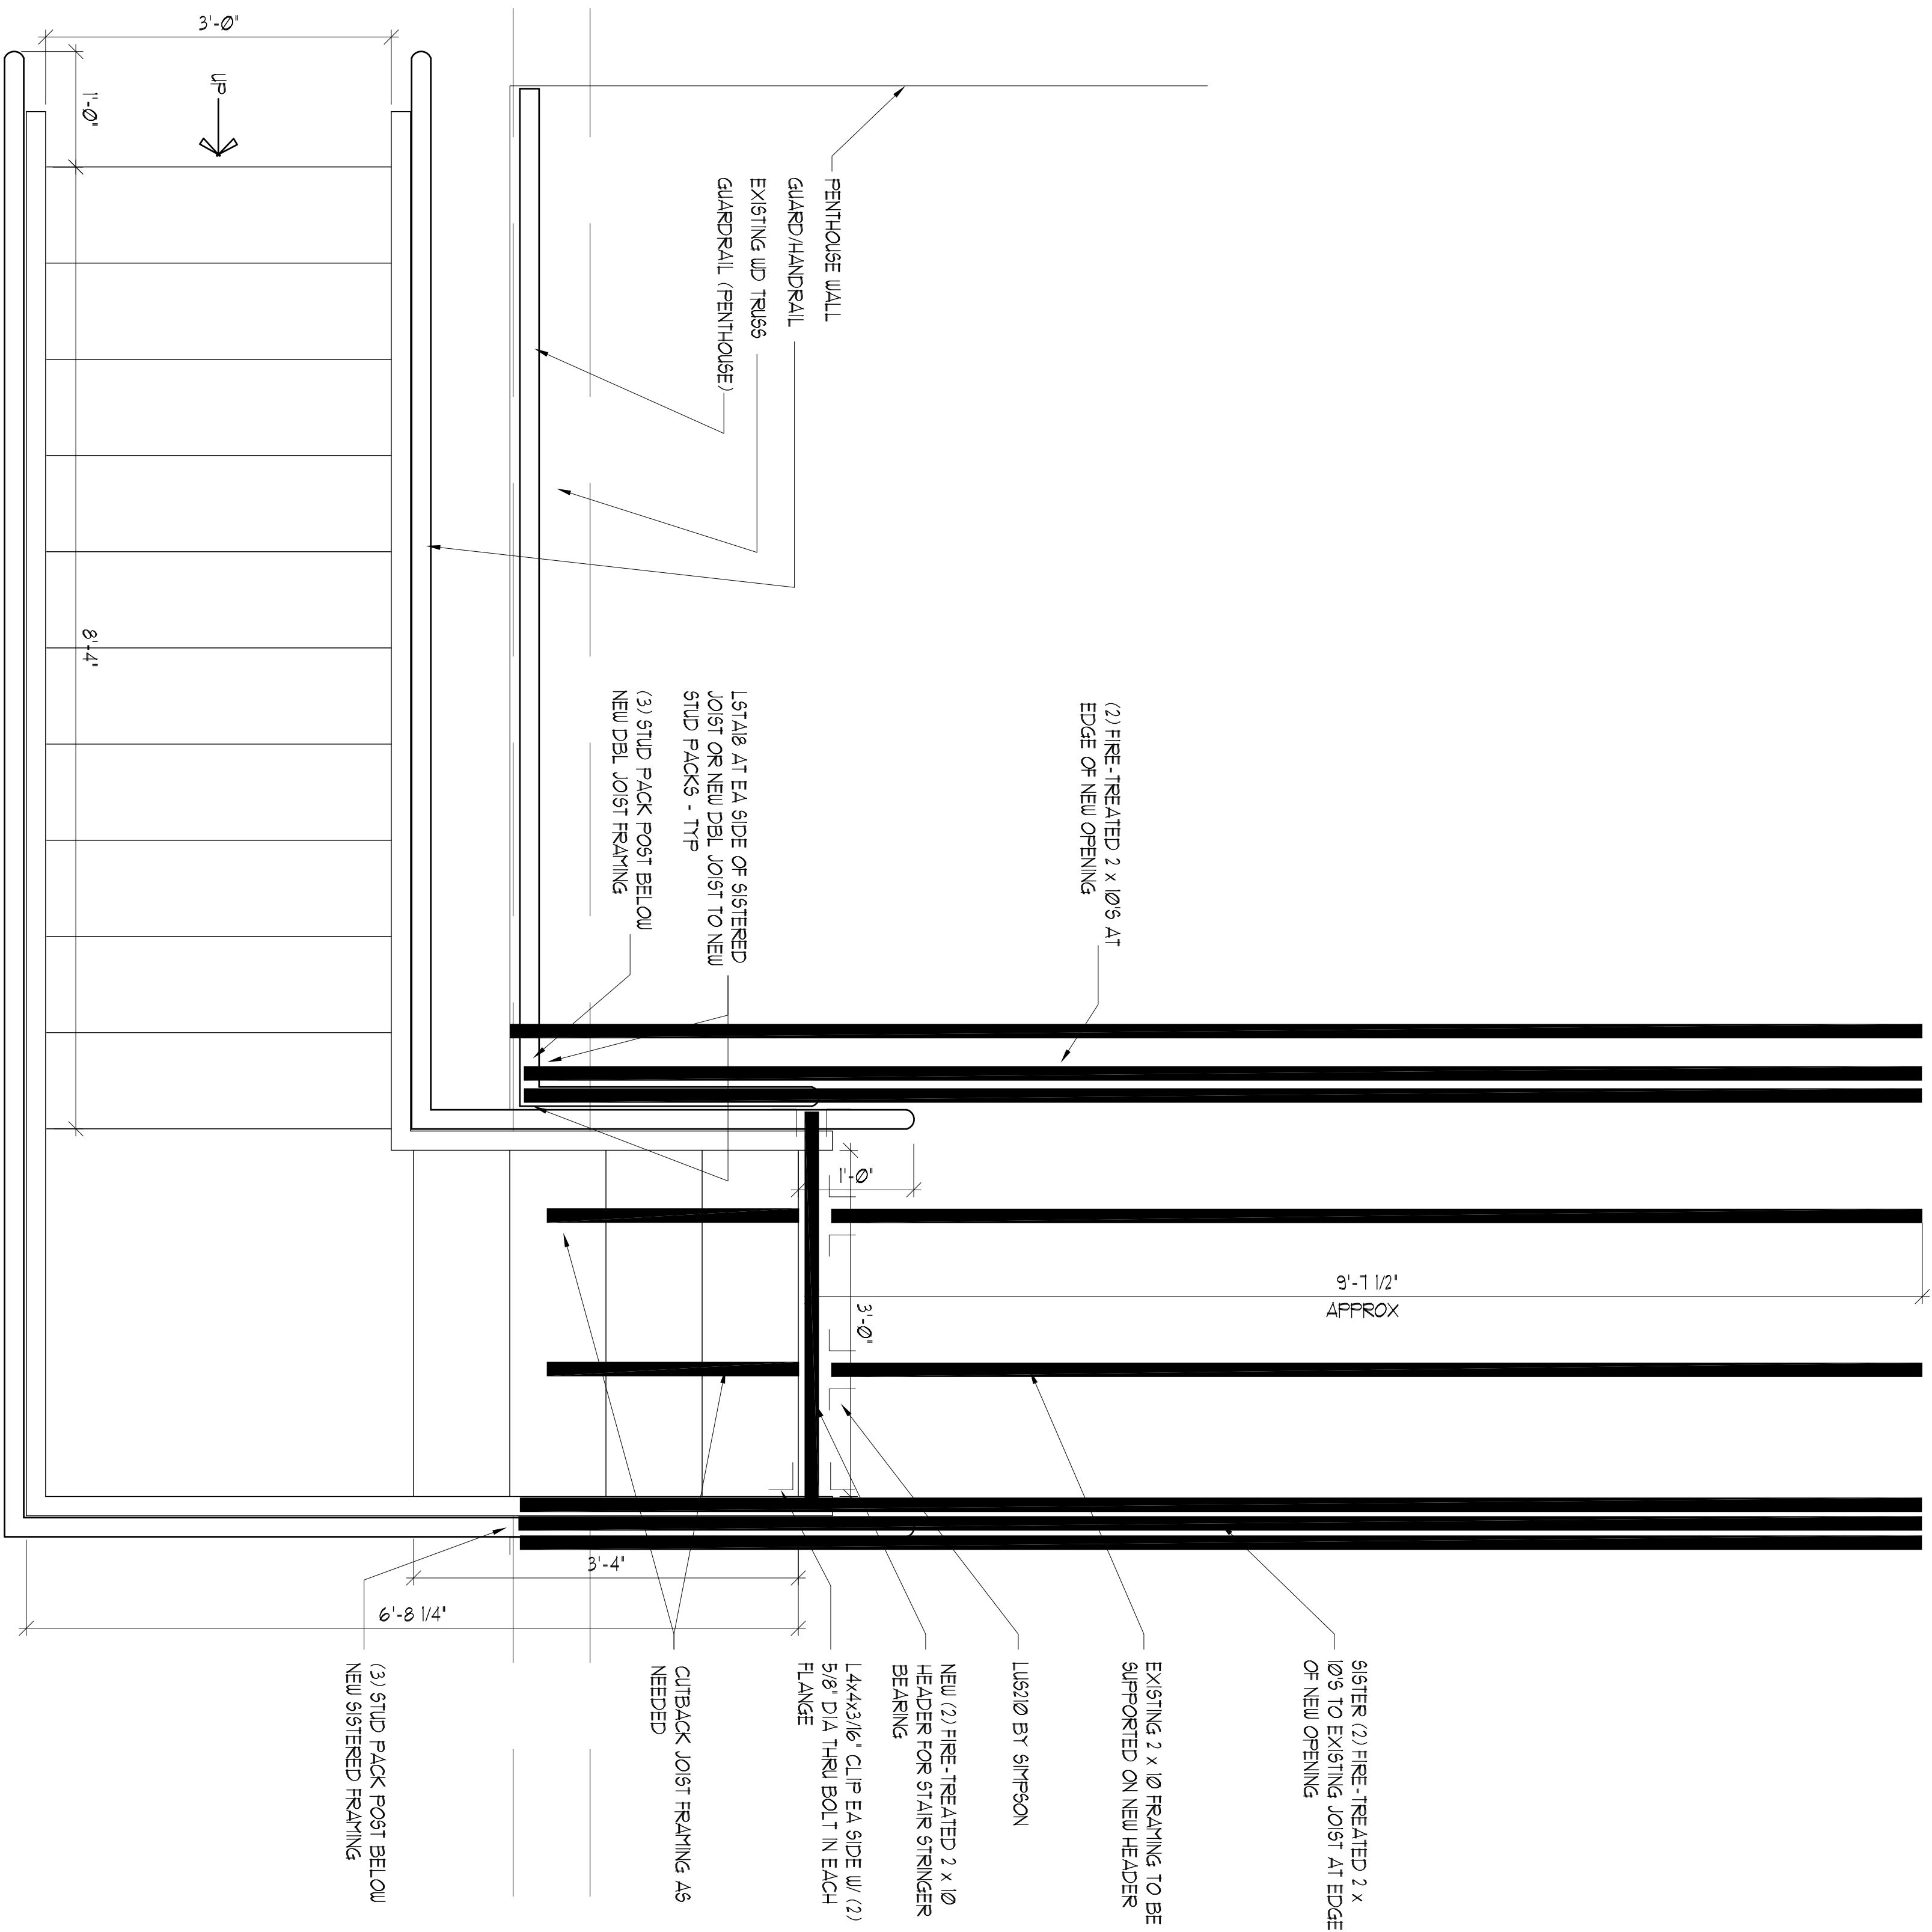 3'-0"
1'-0"
UP
8'-4"
PENTHOUSE WALL
GUARD/HANDRAIL
EXISTING WD TRUSS
GUARDRAIL (PENTHOUSE)
(2) FIRE-TREATED 2 x 10'S AT
EDGE OF NEW OPENING
LSTA18 AT EA SIDE OF SISTERED
JOIST OR NEW DBL JOIST TO NEW
STUD PACKS - TYP
(3) STUD PACK POST BELOW
NEW DBL JOIST FRAMING
1'-0"
3'-0"
9'-7 1/2"
APPROX
3'-4"
6'-8 1/4"
SISTER (2) FIRE-TREATED 2 x
10'S TO EXISTING JOIST AT EDGE
OF NEW OPENING
EXISTING 2 x 10 FRAMING TO BE
SUPPORTED ON NEW HEADER
LUS210 BY SIMPSON
NEW (2) FIRE-TREATED 2 x 10
HEADER FOR STAIR STRINGER
BEARING
L4x4x3/16" CLIP EA SIDE W/ (2)
5/8" DIA THRU BOLT IN EACH
FLANGE
CUTBACK JOIST FRAMING AS
NEEDED
(3) STUD PACK POST BELOW
NEW SISTERED FRAMING